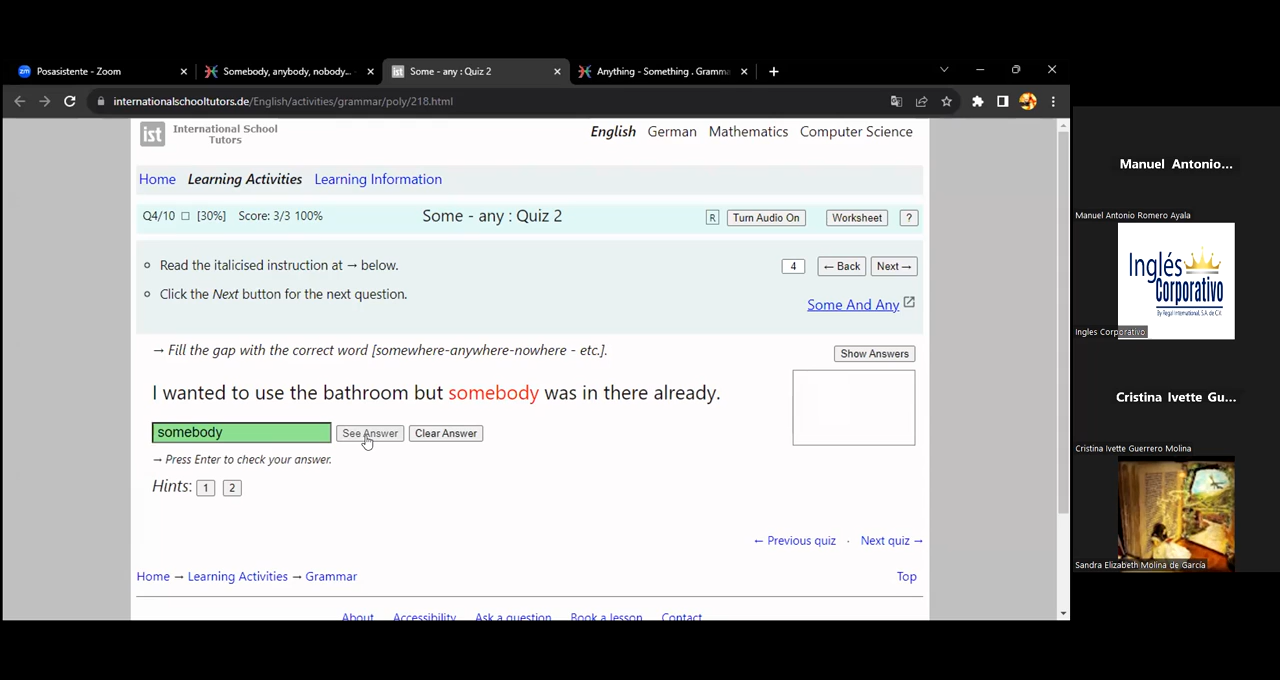 Posasistente - Zoom
Somebody, anybody, nobody...
Some - any : Quiz 2
Anything - Something . Gramma
internationalschooltutors.de/English/activities/grammar/poly/218.html
ist
International School
Tutors
English German Mathematics Computer Science
Home Learning Activities Learning Information
Q4/10 [30%] Score: 3/3 100%
Some - any : Quiz 2
R Turn Audio On Worksheet ?
Read the italicised instruction at → below.
4 ← Back Next →
Click the Next button for the next question.
Some And Any
→ Fill the gap with the correct word [somewhere-anywhere-nowhere - etc.].
Show Answers
I wanted to use the bathroom but somebody was in there already.
somebody See Answer Clear Answer
→ Press Enter to check your answer.
Hints: 1 2
← Previous quiz · Next quiz →
Home → Learning Activities → Grammar
Top
About Accessibility Ask a question Book a lesson Contact
Manuel Antonio...
Manuel Antonio Romero Ayala
Inglés
Corporativo
By Regal International, S.A. de C.V.
Ingles Corporativo
Cristina Ivette Gu...
Cristina Ivette Guerrero Molina
Sandra Elizabeth Molina de García